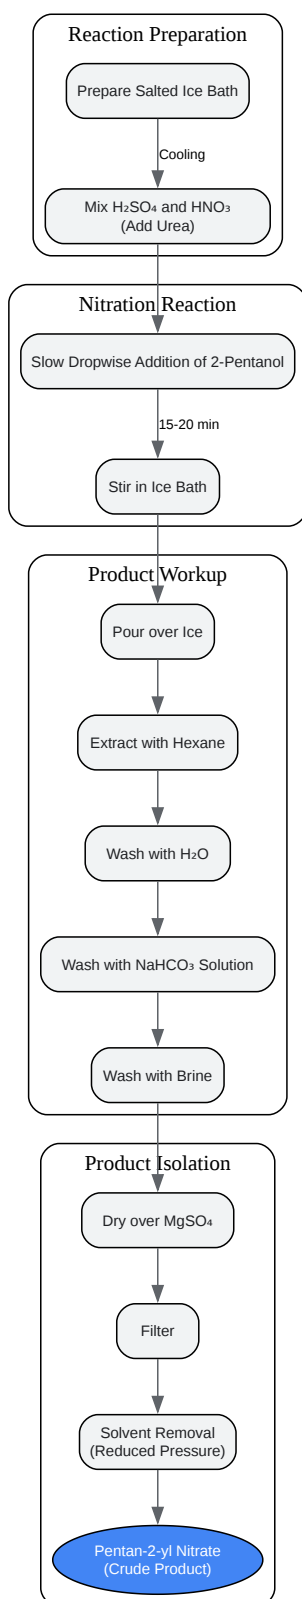 Reaction Preparation
Prepare Salted Ice Bath
Cooling
Mix H₂SO₄ and HNO₃
(Add Urea)
Nitration Reaction
Slow Dropwise Addition of 2-Pentanol
15-20 min
Stir in Ice Bath
Product Workup
Pour over Ice
Extract with Hexane
Wash with H₂O
Wash with NaHCO₃ Solution
Wash with Brine
Product Isolation
Dry over MgSO₄
Filter
Solvent Removal
(Reduced Pressure)
Pentan-2-yl Nitrate
(Crude Product)